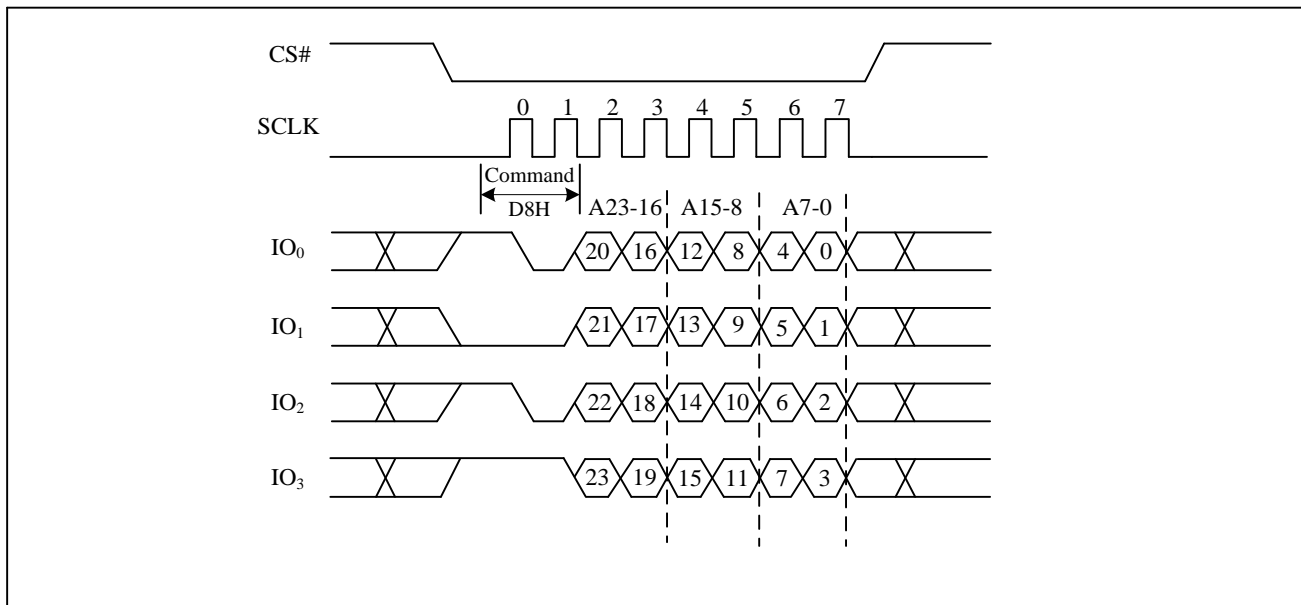 CS#
0 1 2 3 4 5 6 7
SCLK
Command
D8H
A23-16 A15-8 A7-0
IO0 20 16 12 8 4 0
IO1 21 17 13 9 5 1
IO2 22 18 14 10 6 2
IO3 23 19 15 11 7 3